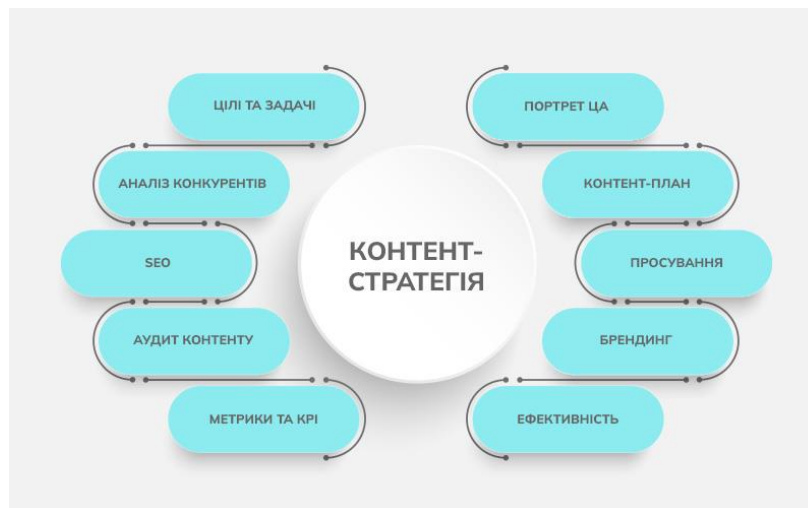 ЦІЛІ ТА ЗАДАЧІ
АНАЛІЗ КОНКУРЕНТІВ
SEO
АУДИТ КОНТЕНТУ
МЕТРИКИ ТА KPI
КОНТЕНТ-
СТРАТЕГІЯ
ПОРТРЕТ ЦА
КОНТЕНТ-ПЛАН
ПРОСУВАННЯ
БРЕНДИНГ
ЕФЕКТИВНІСТЬ